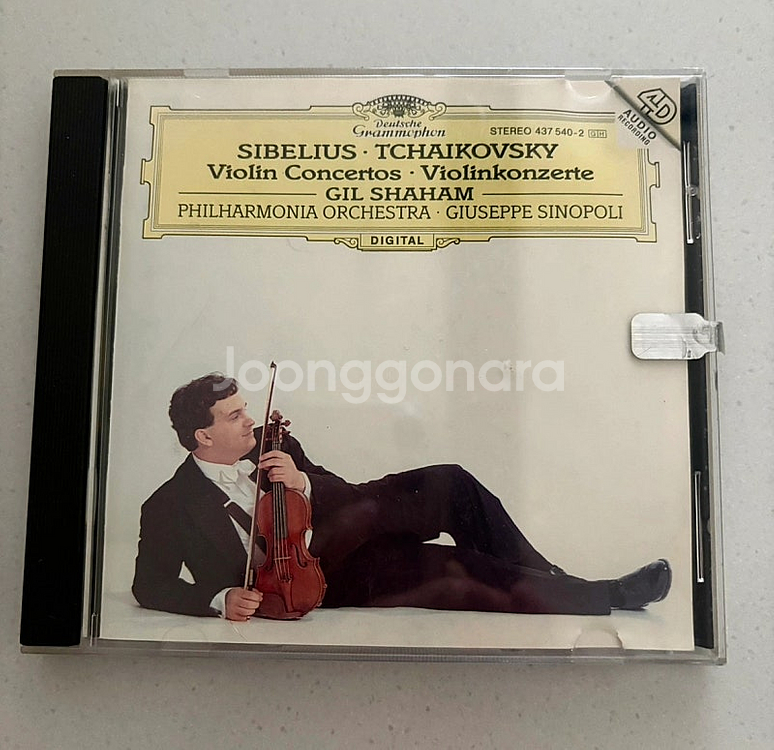 Deutsche
Grammophon
STEREO 437 540-2 GH
4D
AUDIO
RECORDING
SIBELIUS · TCHAIKOVSKY
Violin Concertos · Violinkonzerte
GIL SHAHAM
PHILHARMONIA ORCHESTRA · GIUSEPPE SINOPOLI
DIGITAL
Joonggonara